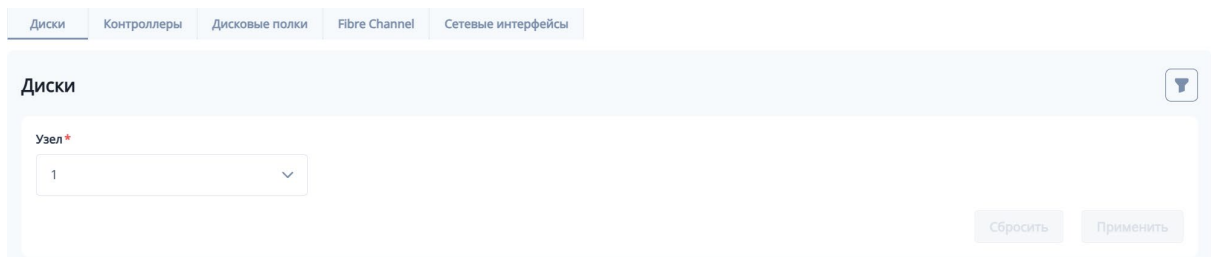 Диски Контроллеры Дисковые полки Fibre Channel Сетевые интерфейсы
Диски
Узел*
1
Сбросить Применить